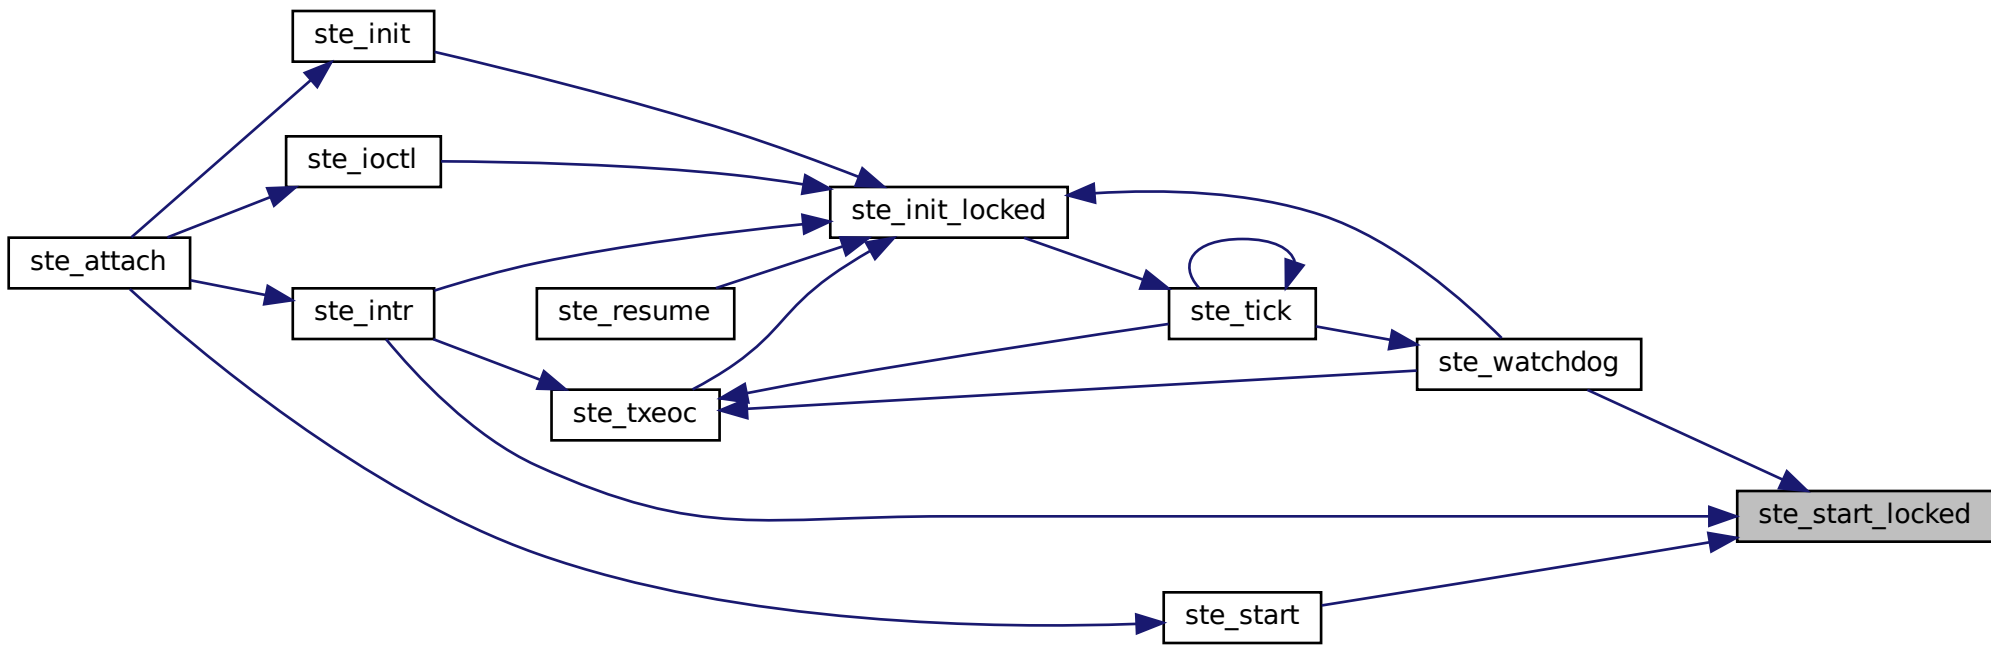 ste_init
ste_ioctl
ste_init_locked
ste_attach
ste_intr
ste_resume
ste_tick
ste_watchdog
ste_txeoc
ste_start_locked
ste_start